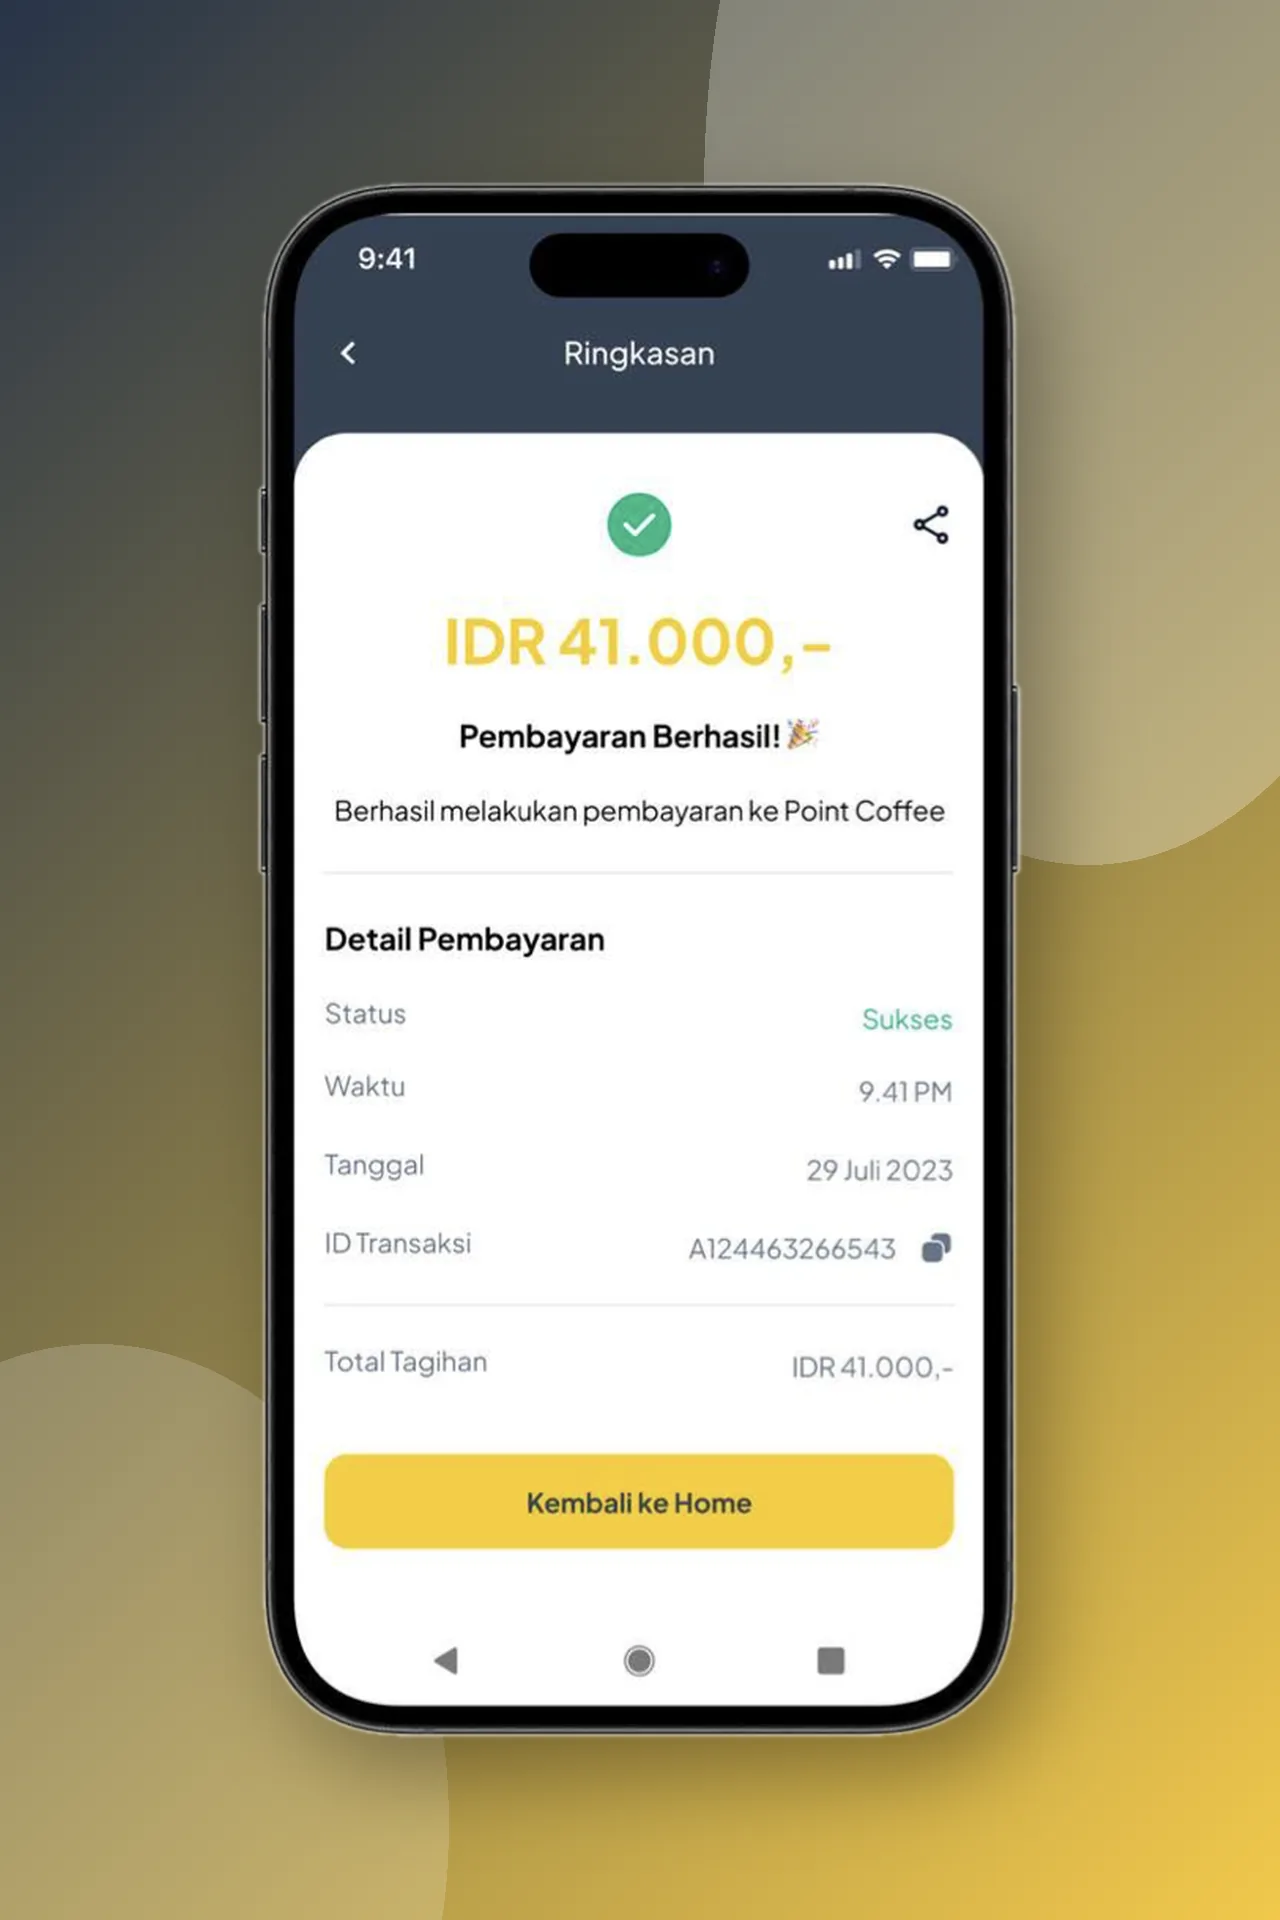 9:41
Ringkasan
IDR 41.000,-
Pembayaran Berhasil! 🎉
Berhasil melakukan pembayaran ke Point Coffee
Detail Pembayaran
Status Sukses
Waktu 9.41 PM
Tanggal 29 Juli 2023
ID Transaksi A124463266543
Total Tagihan IDR 41.000,-
Kembali ke Home